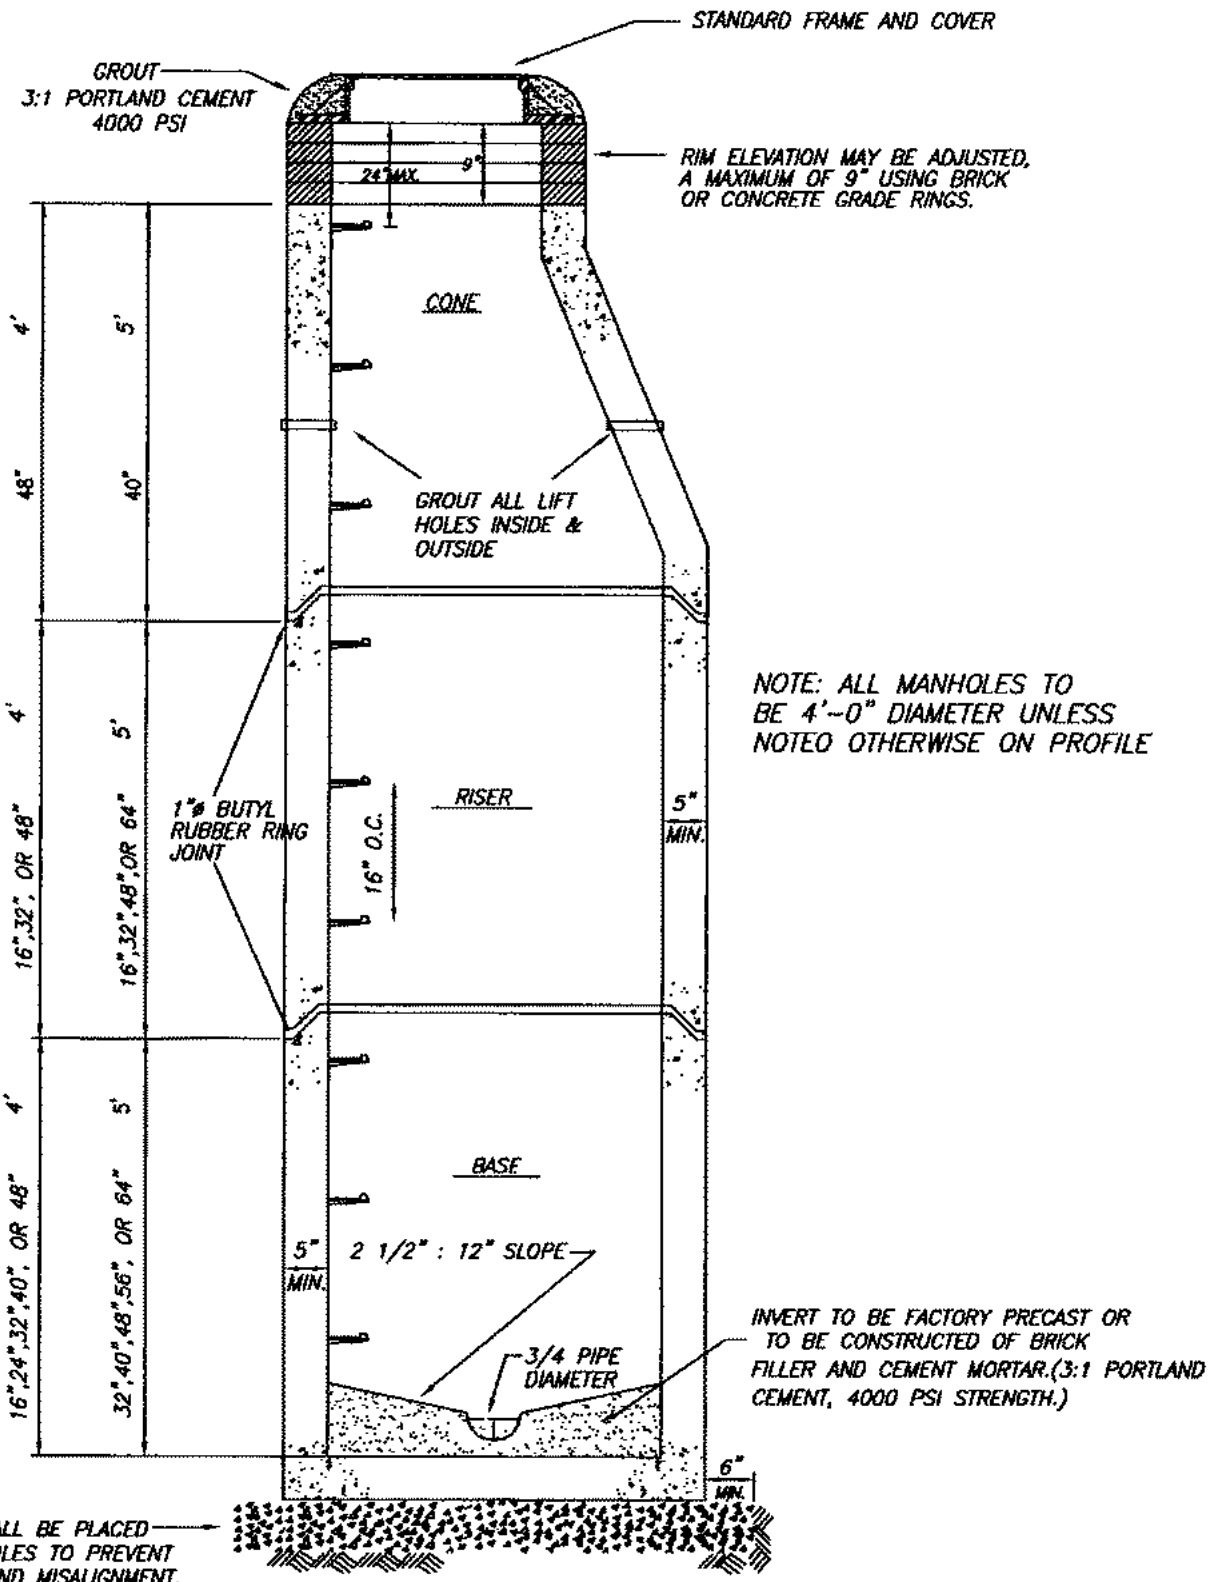 STANDARD FRAME AND COVER
GROUT
3:1 PORTLAND CEMENT
4000 PSI
24" MAX.
9"
RIM ELEVATION MAY BE ADJUSTED,
A MAXIMUM OF 9" USING BRICK
OR CONCRETE GRADE RINGS.
CONE
4'
5'
48"
40"
GROUT ALL LIFT
HOLES INSIDE &
OUTSIDE
NOTE: ALL MANHOLES TO
BE 4'-0" DIAMETER UNLESS
NOTEO OTHERWISE ON PROFILE
4'
5'
16",32", OR 48"
16",32",48",OR 64"
1"ø BUTYL
RUBBER RING
JOINT
RISER
16" O.C.
5"
MIN.
4'
5'
16",24",32",40", OR 48"
32",40",48",56", OR 64"
BASE
5"
MIN.
2 1/2" : 12" SLOPE
3/4 PIPE
DIAMETER
INVERT TO BE FACTORY PRECAST OR
TO BE CONSTRUCTED OF BRICK
FILLER AND CEMENT MORTAR.(3:1 PORTLAND
CEMENT, 4000 PSI STRENGTH.)
6"
MIN.
ALL BE PLACED
OLES TO PREVENT
ND MISALIGNMENT.